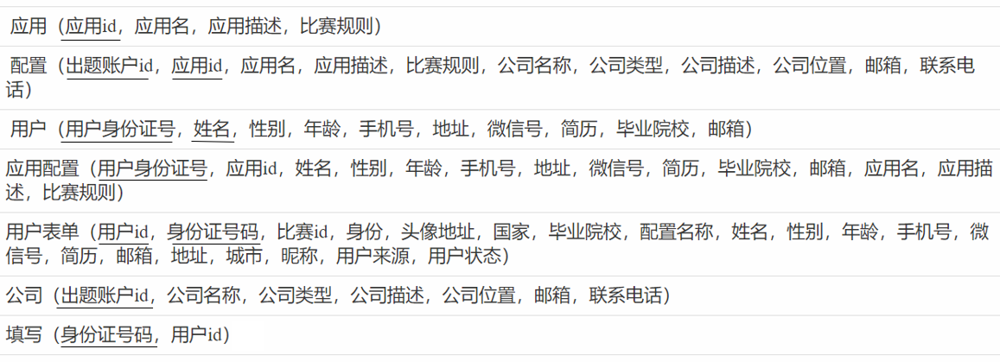 应用（应用id，应用名，应用描述，比赛规则）
配置（出题账户id，应用id，应用名，应用描述，比赛规则，公司名称，公司类型，公司描述，公司位置，邮箱，联系电
话）
用户（用户身份证号，姓名，性别，年龄，手机号，地址，微信号，简历，毕业院校，邮箱）
应用配置（用户身份证号，应用id，姓名，性别，年龄，手机号，地址，微信号，简历，毕业院校，邮箱，应用名，应用描
述，比赛规则）
用户表单（用户id，身份证号码，比赛id，身份，头像地址，国家，毕业院校，配置名称，姓名，性别，年龄，手机号，微
信号，简历，邮箱，地址，城市，昵称，用户来源，用户状态）
公司（出题账户id，公司名称，公司类型，公司描述，公司位置，邮箱，联系电话）
填写（身份证号码，用户id）